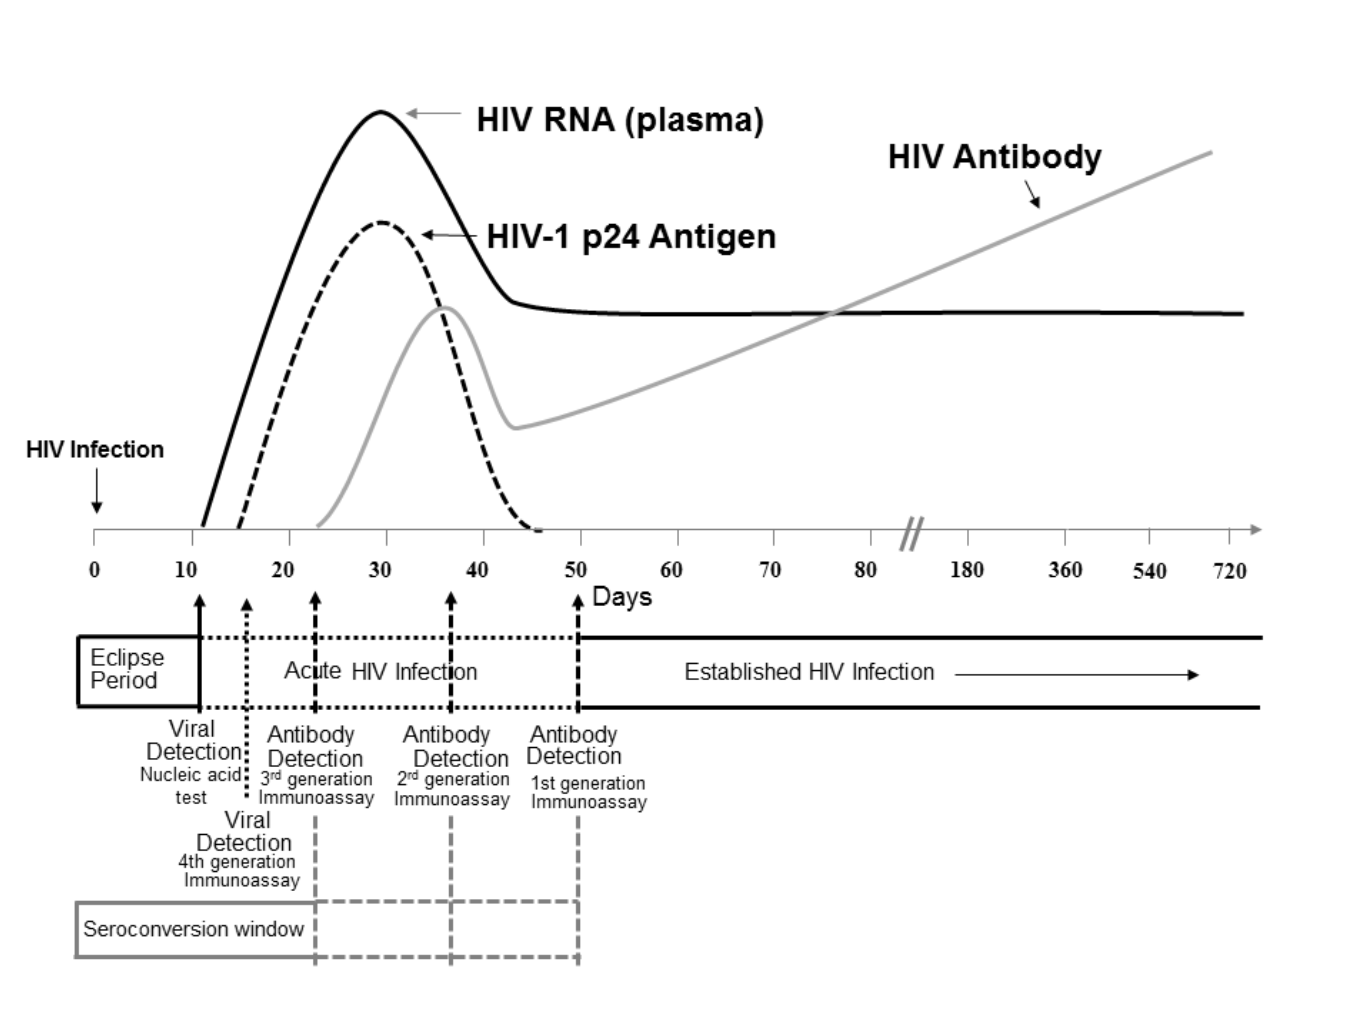 HIV RNA (plasma)
HIV Antibody
HIV-1 p24 Antigen
HIV Infection
0 10 20 30 40 50 60 70 80 180 360 540 720
Days
Eclipse
Period
Acute HIV Infection
Established HIV Infection
Viral
Detection
Nucleic acid
test
Antibody
Detection
3rd generation
Immunoassay
Antibody
Detection
2rd generation
Immunoassay
Antibody
Detection
1st generation
Immunoassay
Viral
Detection
4th generation
Immunoassay
Seroconversion window